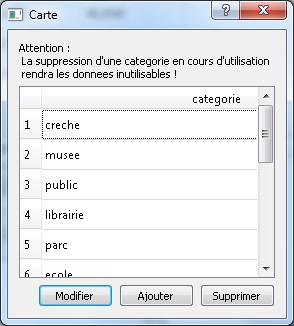 Carte
Attention :
La suppression d'une categorie en cours d'utilisation
rendra les donnees inutilisables !
categorie
1 creche
2 musee
3 public
4 librairie
5 parc
6 ecole
Modifier Ajouter Supprimer